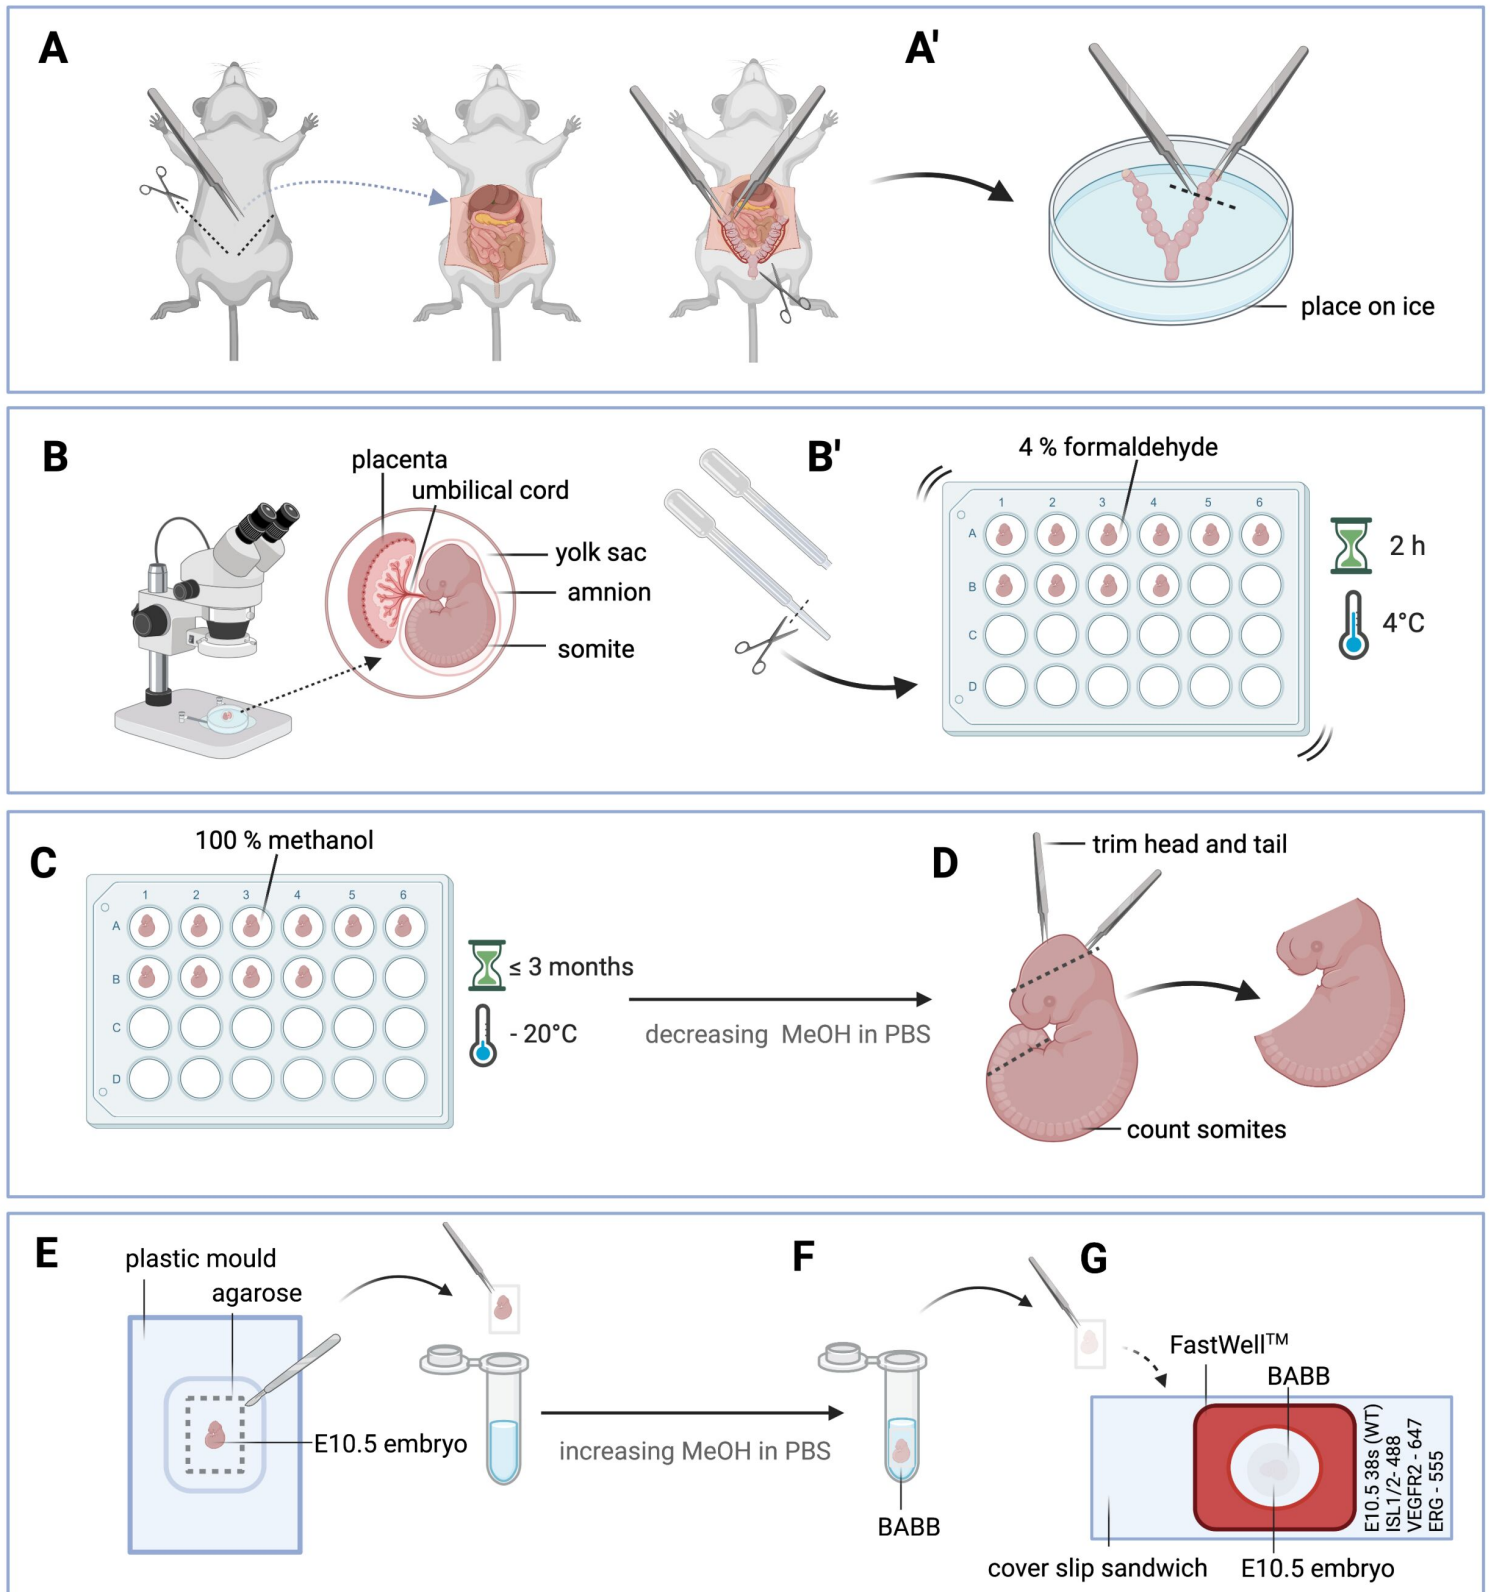 A
A'
place on ice
B
placenta
umbilical cord
yolk sac
amnion
somite
B'
4 % formaldehyde
1 2 3 4 5 6
A
B
C
D
2 h
4°C
C
100 % methanol
1 2 3 4 5 6
A
B
C
D
≤ 3 months
- 20°C
decreasing MeOH in PBS
D
trim head and tail
count somites
E
plastic mould
agarose
E10.5 embryo
increasing MeOH in PBS
F
BABB
G
FastWell™
BABB
E10.5 38s (WT)
ISL1/2- 488
VEGFR2 - 647
ERG - 555
cover slip sandwich
E10.5 embryo